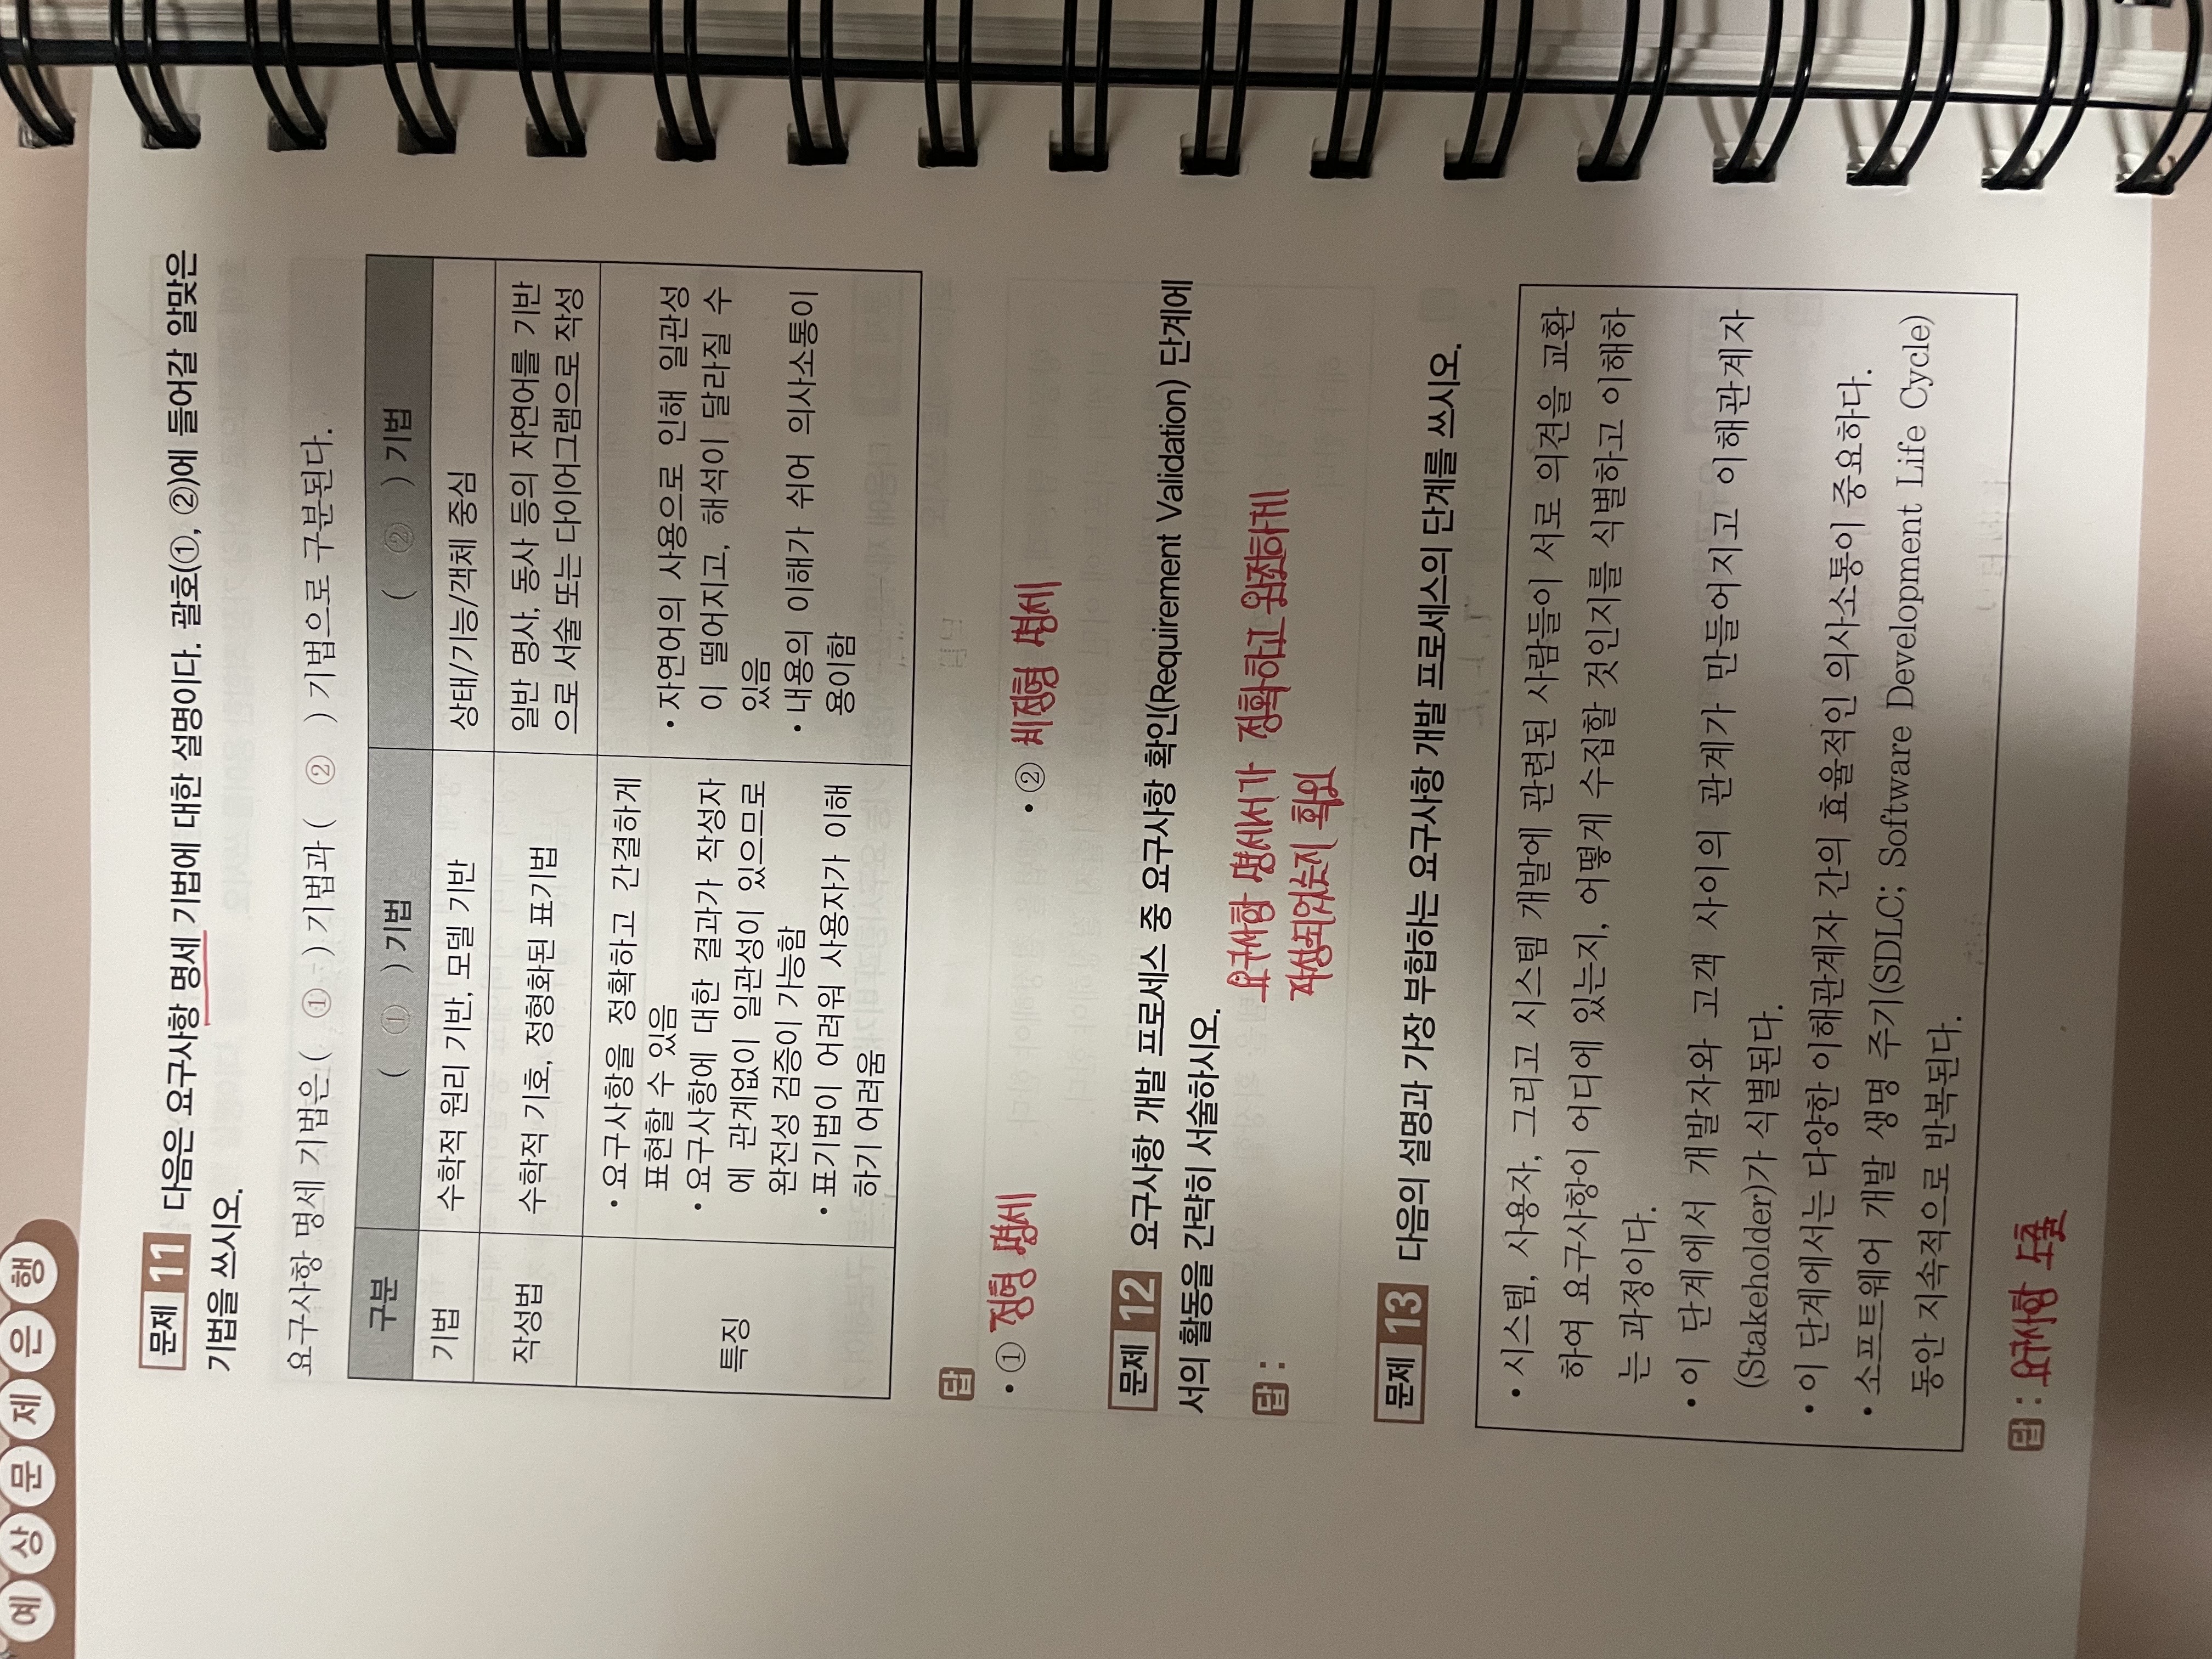 예상문제은행
문제 11 다음은 요구사항 명세 기법에 대한 설명이다. 괄호(①, ②)에 들어갈 알맞은
기법을 쓰시오.
요구사항 명세 기법은 ( ① ) 기법과 ( ② ) 기법으로 구분된다.
구분 ( ① ) 기법 ( ② ) 기법
기법 수학적 원리 기반, 모델 기반 상태/기능/객체 중심
작성법 수학적 기호, 정형화된 표기법
일반 명사, 동사 등의 자연어를 기반
으로 서술 또는 다이어그램으로 작성
특징
• 요구사항을 정확하고 간결하게
표현할 수 있음
• 요구사항에 대한 결과가 작성자
에 관계없이 일관성이 있으므로
완전성 검증이 가능함
• 표기법이 어려워 사용자가 이해
하기 어려움
• 자연어의 사용으로 인해 일관성
이 떨어지고, 해석이 달라질 수
있음
• 내용의 이해가 쉬어 의사소통이
용이함
답
• ① 정형 명세 • ② 비정형 명세
문제 12 요구사항 개발 프로세스 중 요구사항 확인(Requirement Validation) 단계에
서의 활동을 간략히 서술하시오.
답 :
요구사항 명세서가 정확하고 완전하게
작성되었는지 확인
문제 13 다음의 설명과 가장 부합하는 요구사항 개발 프로세스의 단계를 쓰시오.
• 시스템, 사용자, 그리고 시스템 개발에 관련된 사람들이 서로 의견을 교환
하여 요구사항이 어디에 있는지, 어떻게 수집할 것인지를 식별하고 이해하
는 과정이다.
• 이 단계에서 개발자와 고객 사이의 관계가 만들어지고 이해관계자
(Stakeholder)가 식별된다.
• 이 단계에서는 다양한 이해관계자 간의 효율적인 의사소통이 중요하다.
• 소프트웨어 개발 생명 주기(SDLC; Software Development Life Cycle)
동안 지속적으로 반복된다.
답 : 요구사항 도출